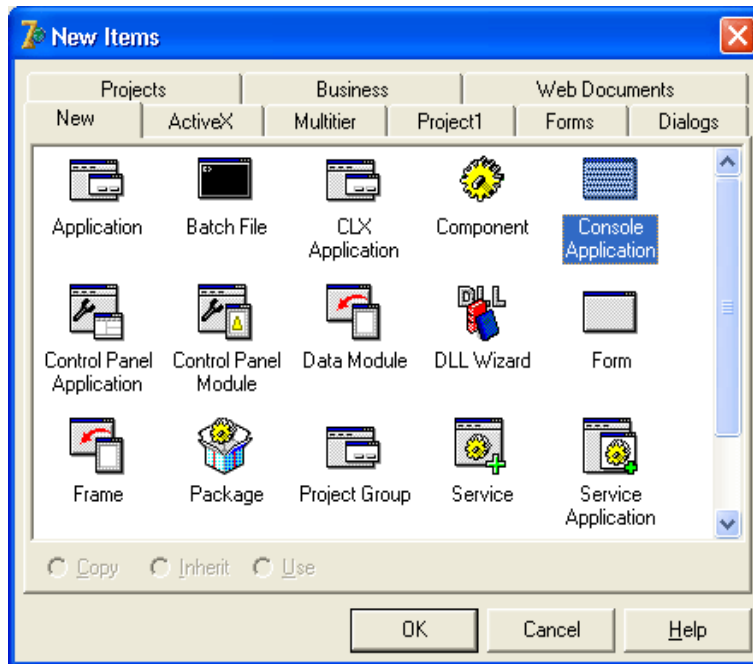 New Items
Projects Business Web Documents
New ActiveX Multitier Project1 Forms Dialogs
Application Batch File CLX Application Component Console Application
Control Panel Application Control Panel Module Data Module DLL Wizard Form
Frame Package Project Group Service Service Application
Copy Inherit Use
OK Cancel Help